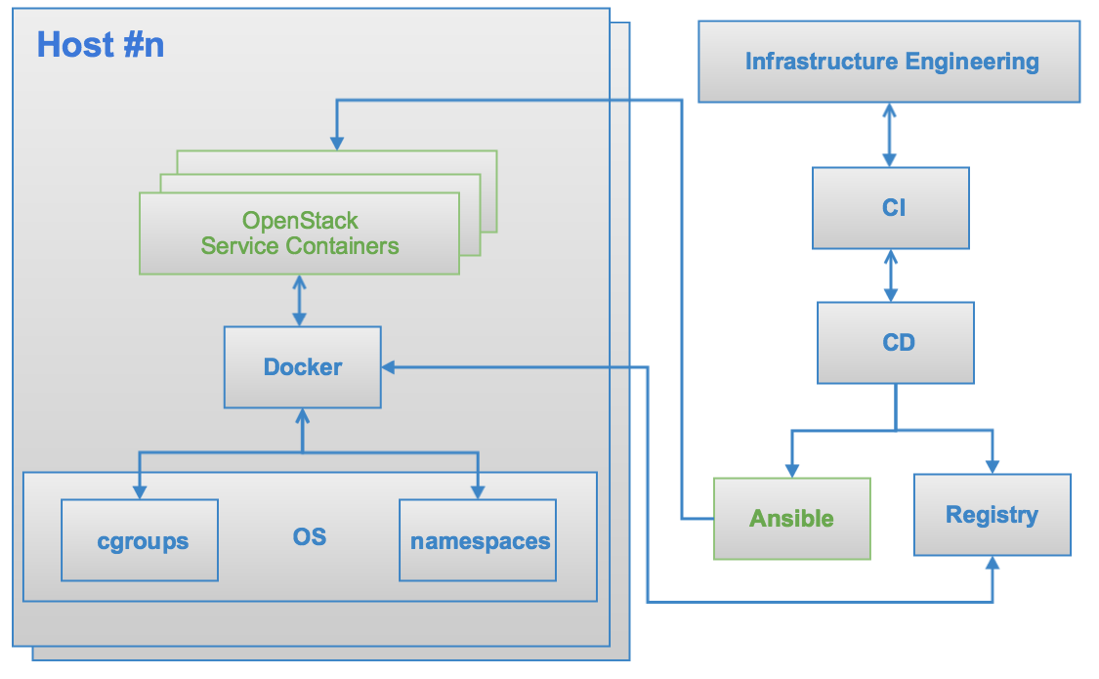 Host #n
Infrastructure Engineering
CI
OpenStack
Service Containers
CD
Docker
Ansible
Registry
cgroups
OS
namespaces